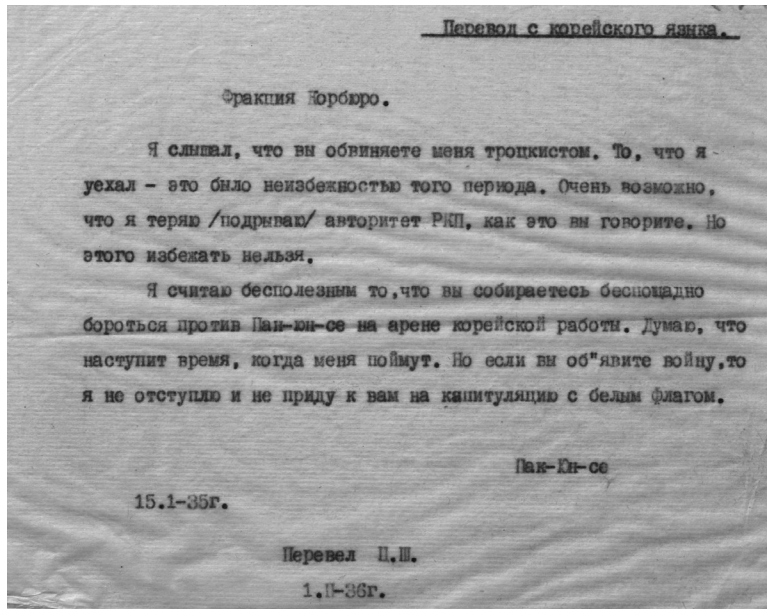 Перевод с корейского языка.
Фракция Корбюро.
Я слышал, что вы обвиняете меня троцкистом. То, что я
уехал - это было неизбежностью того периода. Очень возможно,
что я теряю /подрываю/ авторитет РКП, как это вы говорите. Но
этого избежать нельзя.
Я считаю бесполезным то,что вы собираетесь беспощадно
бороться против Пак-юн-се на арене корейской работы. Думаю, что
наступит время, когда меня поймут. Но если вы об"явите войну,то
я не отступлю и не приду к вам на капитуляцию с белым флагом.
Пак-Юн-се
15.1-35г.
Перевел Ц.Ш.
1.П-36г.